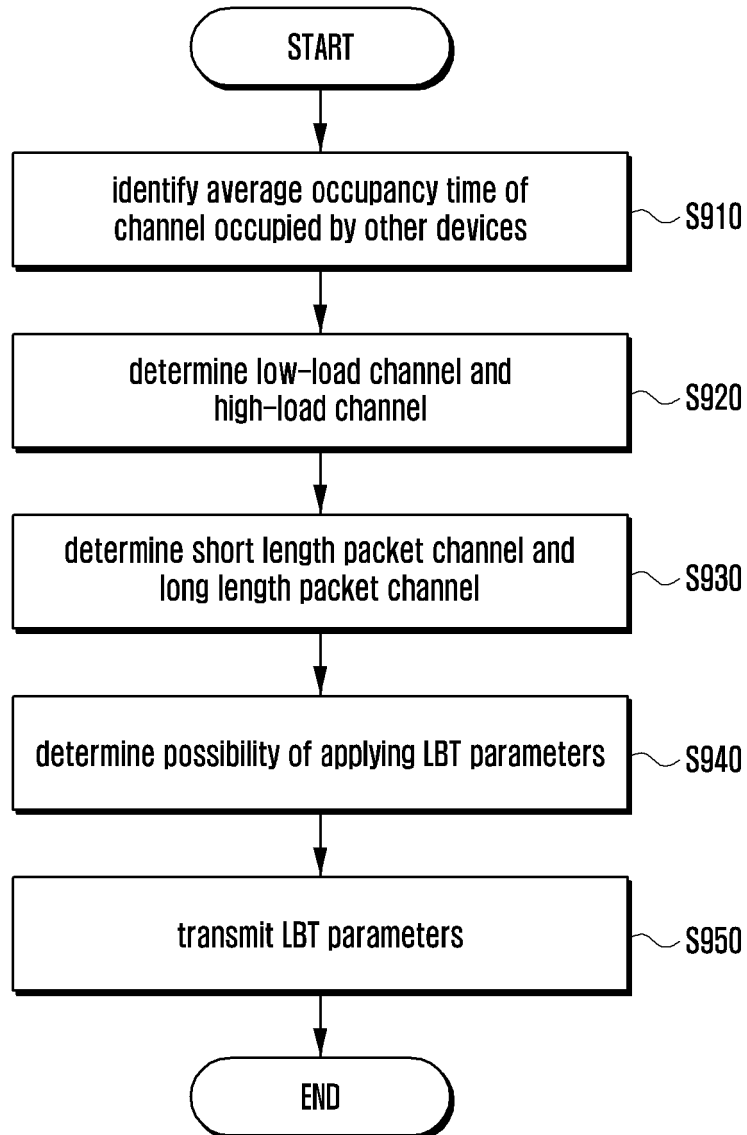 START
identify average occupancy time of
channel occupied by other devices
S910
determine low-load channel and
high-load channel
S920
determine short length packet channel and
long length packet channel
S930
determine possibility of applying LBT parameters
S940
transmit LBT parameters
S950
END